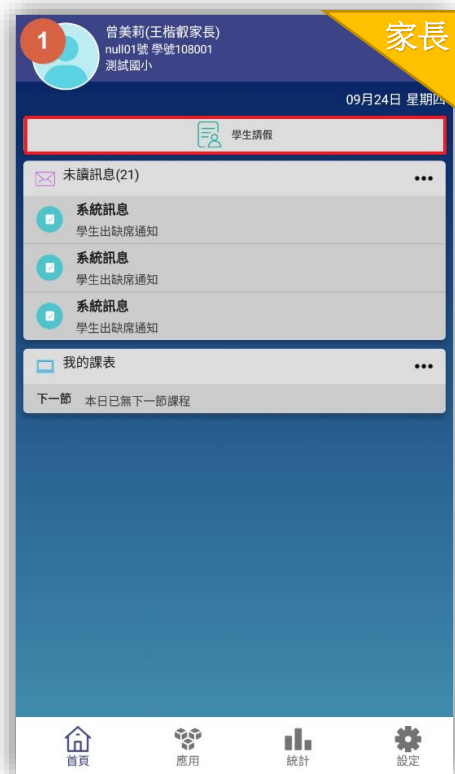 1
曾美莉(王楷叡家長)
null01號 學號108001
測試國小
家長
09月24日 星期四
學生請假
未讀訊息(21)
系統訊息
學生出缺席通知
系統訊息
學生出缺席通知
系統訊息
學生出缺席通知
我的課表
下一節 本日已無下一節課程
首頁 應用 統計 設定